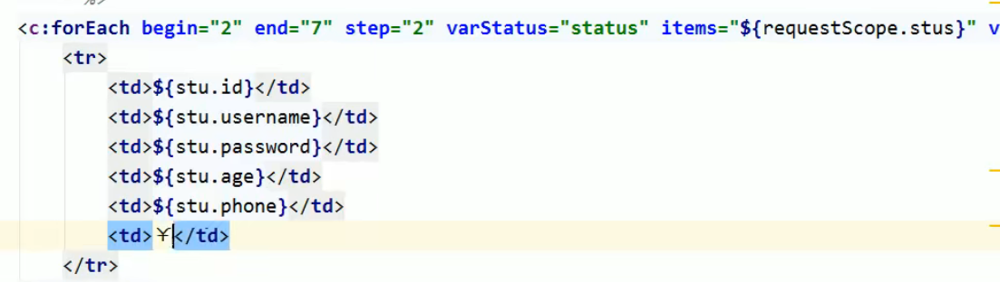 %>
<c:forEach begin="2" end="7" step="2" varStatus="status" items="${requestScope.stus}" v
<tr>
<td>${stu.id}</td>
<td>${stu.username}</td>
<td>${stu.password}</td>
<td>${stu.age}</td>
<td>${stu.phone}</td>
<td>¥</td>
</tr>